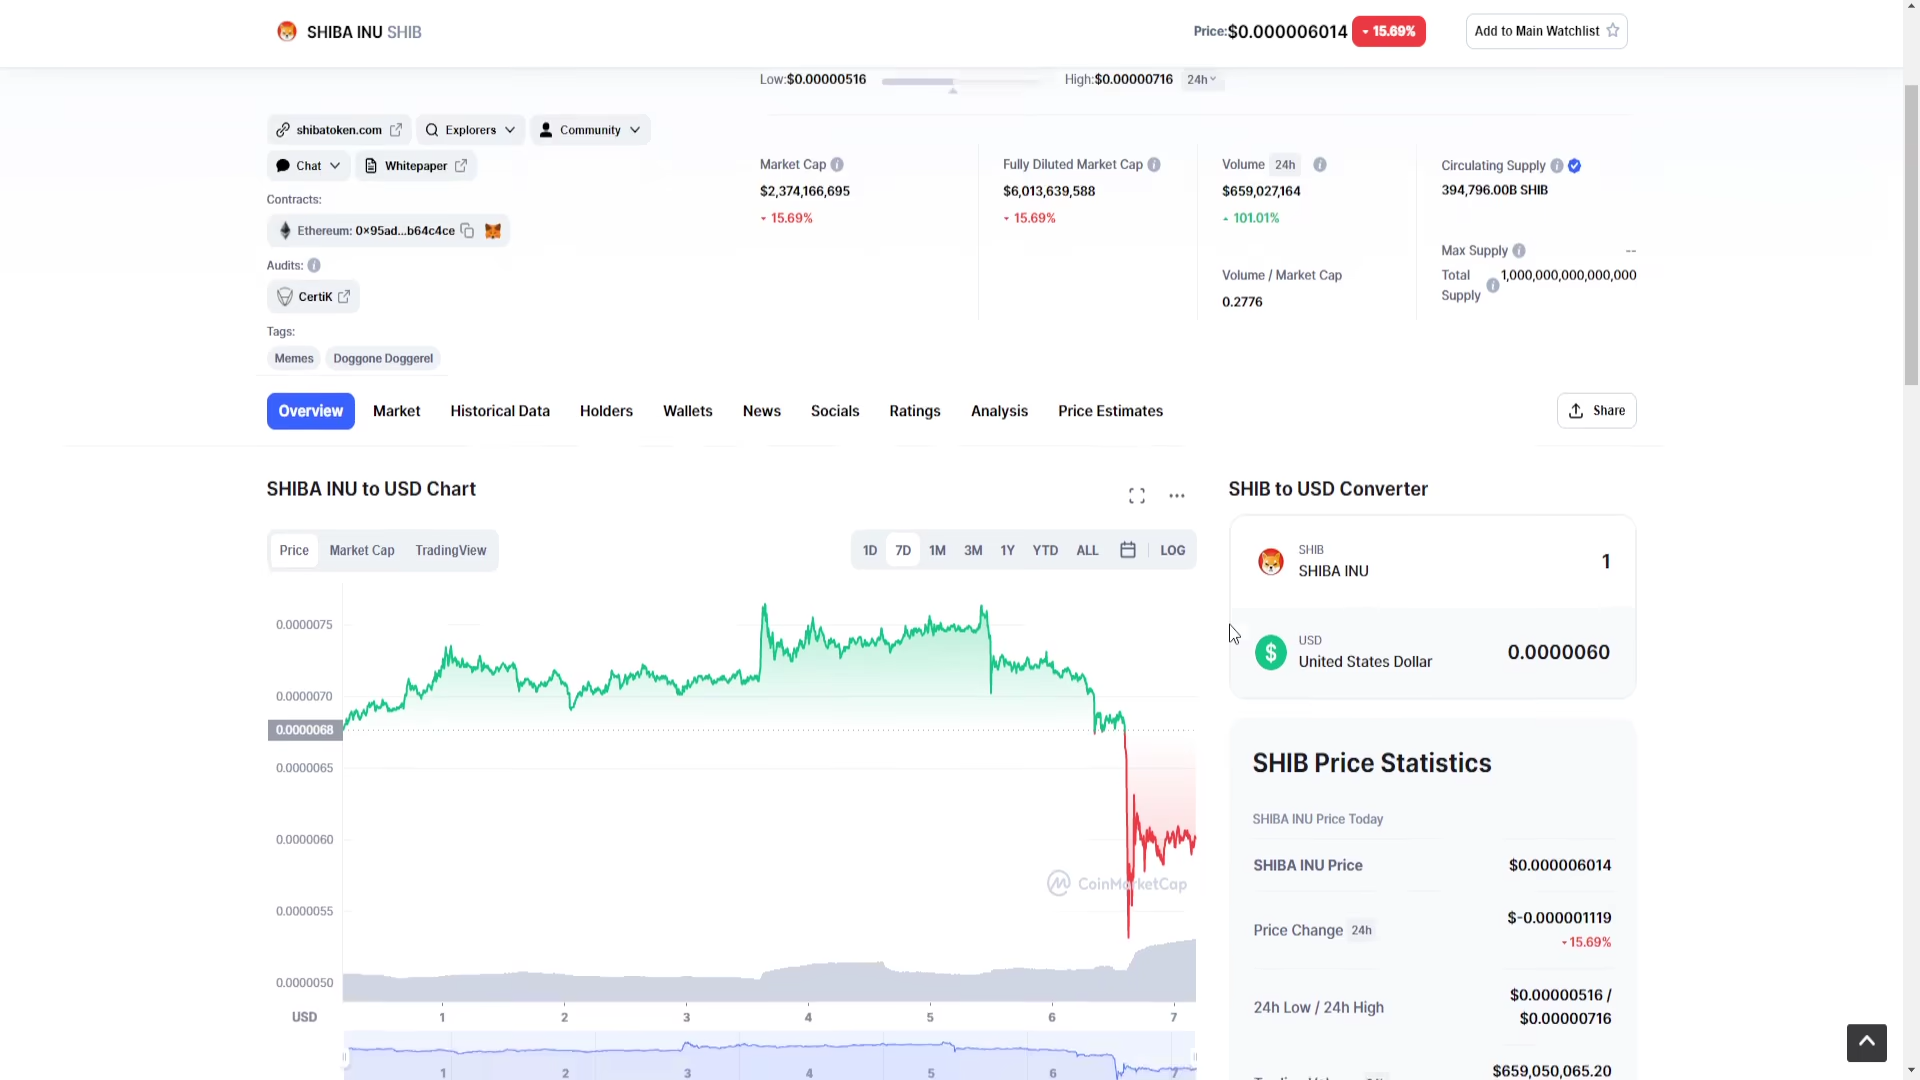 SHIBA INU SHIB
Price:$0.000006014 15.69%
Add to Main Watchlist
Low:$0.00000516
High:$0.00000716
24h
shibatoken.com
Explorers
Community
Chat
Whitepaper
Contracts:
Ethereum: 0x95ad...b64c4ce
Audits:
CertiK
Tags:
Memes
Doggone Doggerel
Market Cap
$2,374,166,695
15.69%
Fully Diluted Market Cap
$6,013,639,588
15.69%
Volume 24h
$659,027,164
101.01%
Volume / Market Cap
0.2776
Circulating Supply
394,796.00B SHIB
Max Supply --
Total Supply 1,000,000,000,000,000
Overview Market Historical Data Holders Wallets News Socials Ratings Analysis Price Estimates
Share
SHIBA INU to USD Chart
Price Market Cap TradingView
1D 7D 1M 3M 1Y YTD ALL LOG
0.0000075
0.0000070
0.0000068
0.0000065
0.0000060
0.0000055
0.0000050
CoinMarketCap
USD 1 2 3 4 5 6 7
1 2 3 4 5 6 7
SHIB to USD Converter
SHIB
SHIBA INU
1
USD
United States Dollar
0.0000060
$
SHIB Price Statistics
SHIBA INU Price Today
SHIBA INU Price $0.000006014
Price Change 24h $-0.000001119
15.69%
24h Low / 24h High $0.00000516 /
$0.00000716
$659,050,065.20